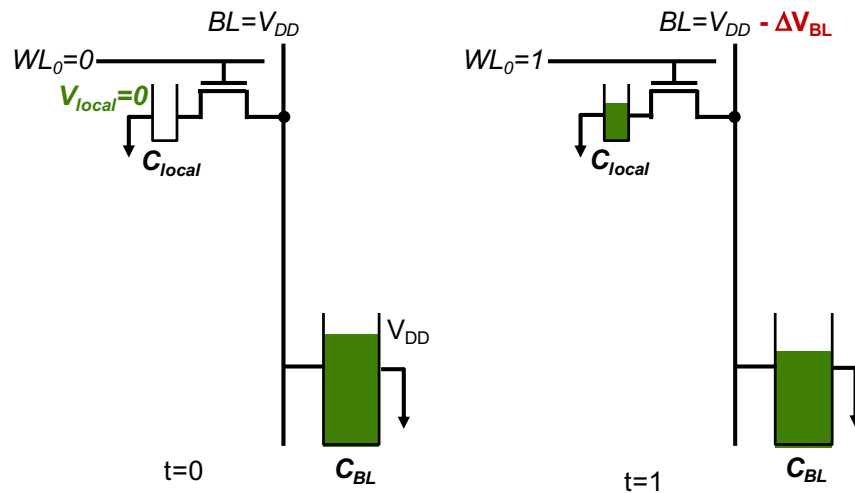 BL=VDD
WL0=0
Vlocal=0
Clocal
VDD
CBL
t=0
BL=VDD - ΔVBL
WL0=1
Clocal
CBL
t=1